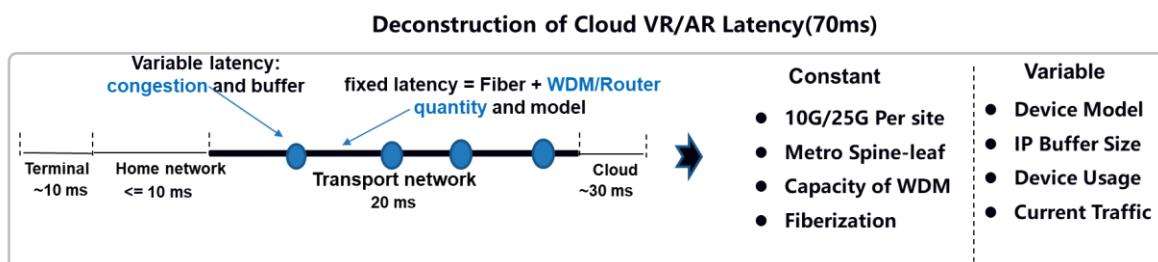 Deconstruction of Cloud VR/AR Latency(70ms)
Variable latency:
congestion and buffer
fixed latency = Fiber + WDM/Router
quantity and model
Terminal
~10 ms
Home network
<= 10 ms
Transport network
20 ms
Cloud
~30 ms
Constant
● 10G/25G Per site
● Metro Spine-leaf
● Capacity of WDM
● Fiberization
Variable
● Device Model
● IP Buffer Size
● Device Usage
● Current Traffic